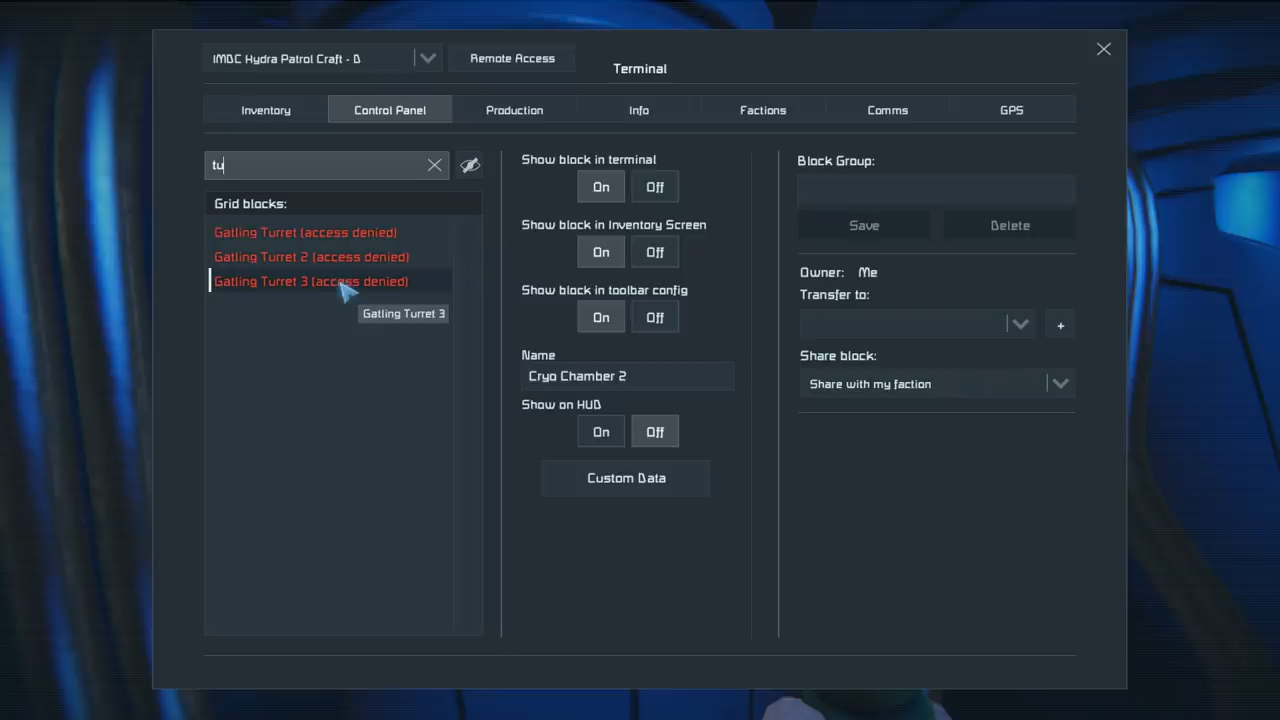 IMDC Hydra Patrol Craft - D
Remote Access
Terminal
Inventory
Control Panel
Production
Info
Factions
Comms
GPS
tu
Grid blocks:
Gatling Turret (access denied)
Gatling Turret 2 (access denied)
Gatling Turret 3 (access denied)
Gatling Turret 3
Show block in terminal
On Off
Show block in Inventory Screen
On Off
Show block in toolbar config
On Off
Name
Cryo Chamber 2
Show on HUD
On Off
Custom Data
Block Group:
Save Delete
Owner: Me
Transfer to:
+
Share block:
Share with my faction